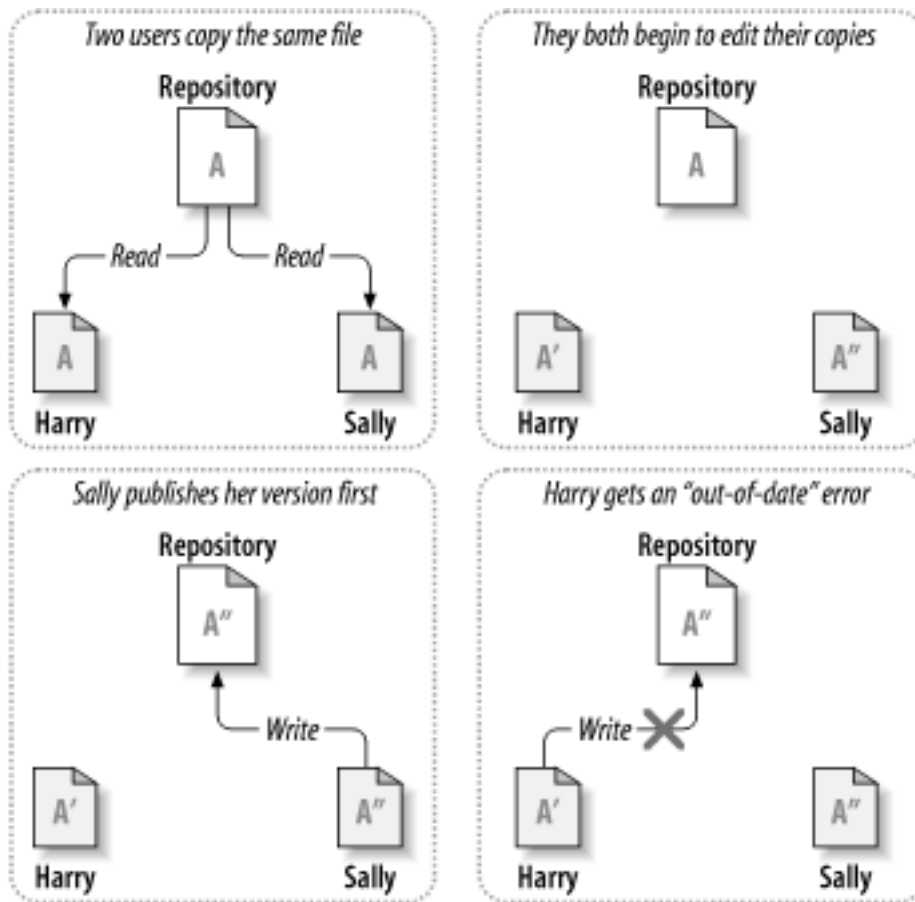 Two users copy the same file
Repository
A
Read
Read
A
A
Harry
Sally
They both begin to edit their copies
Repository
A
A′
A″
Harry
Sally
Sally publishes her version first
Repository
A″
Write
A′
A″
Harry
Sally
Harry gets an “out-of-date” error
Repository
A″
Write
A′
A″
Harry
Sally